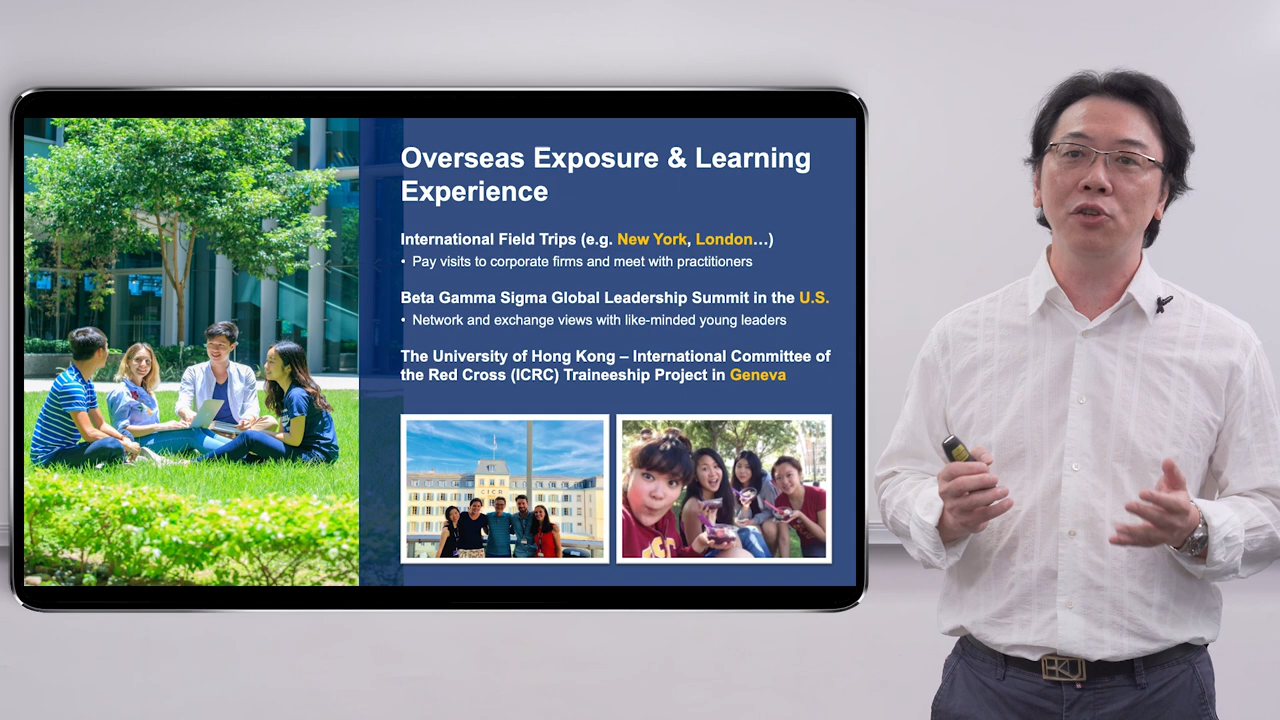 Overseas Exposure & Learning
Experience
International Field Trips (e.g. New York, London…)
• Pay visits to corporate firms and meet with practitioners
Beta Gamma Sigma Global Leadership Summit in the U.S.
• Network and exchange views with like-minded young leaders
The University of Hong Kong – International Committee of
the Red Cross (ICRC) Traineeship Project in Geneva
CICR